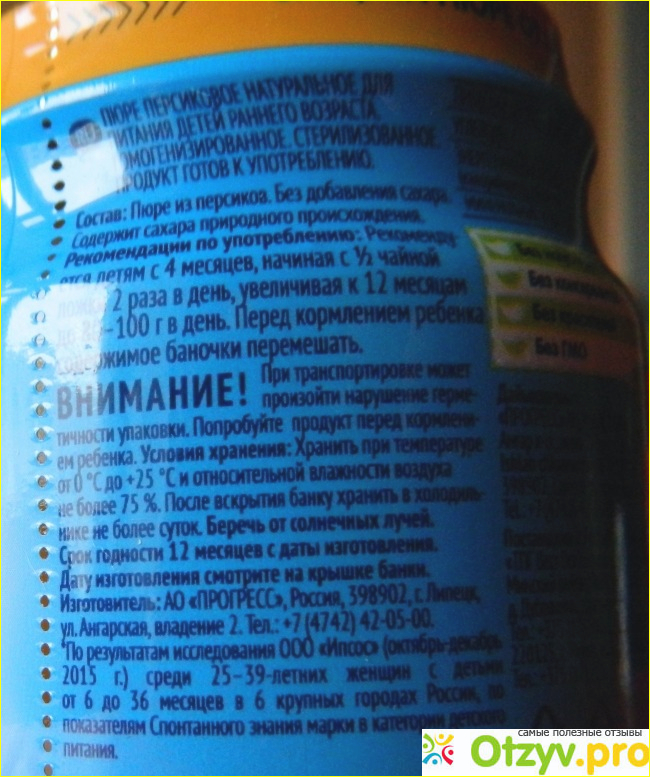 RUS
ПЮРЕ ПЕРСИКОВОЕ НАТУРАЛЬНОЕ ДЛЯ
ПИТАНИЯ ДЕТЕЙ РАННЕГО ВОЗРАСТА.
ОМОГЕНИЗИРОВАННОЕ. СТЕРИЛИЗОВАННОЕ.
ПРОДУКТ ГОТОВ К УПОТРЕБЛЕНИЮ.
Состав: Пюре из персиков. Без добавления сахара.
Содержит сахара природного происхождения.
Рекомендации по употреблению: Рекоменду-
ется детям с 4 месяцев, начиная с ½ чайной
2 раза в день, увеличивая к 12 месяцам
-100 г в день. Перед кормлением ребенка
содержимое баночки перемешать.
ВНИМАНИЕ! При транспортировке может
произойти нарушение герме-
тичности упаковки. Попробуйте продукт перед кормлени-
ем ребенка. Условия хранения: Хранить при температуре
от 0 °С до +25 °С и относительной влажности воздуха
не более 75 %. После вскрытия банку хранить в холодиль-
нике не более суток. Беречь от солнечных лучей.
Срок годности 12 месяцев с даты изготовления.
Дату изготовления смотрите на крышке банки.
Изготовитель: АО «ПРОГРЕСС», Россия, 398902, г. Липецк,
ул. Ангарская, владение 2. Тел.: +7 (4742) 42-05-00.
*По результатам исследования ООО «Ипсос» (октябрь-декабрь
2015 г.) среди 25–39-летних женщин с детьми
от 6 до 36 месяцев в 6 крупных городах России, по
показателям Спонтанного знания марки в категории детского
питания.
Без
Без
Без
Без ГМО
самые полезные отзывы
Otzyv.pro